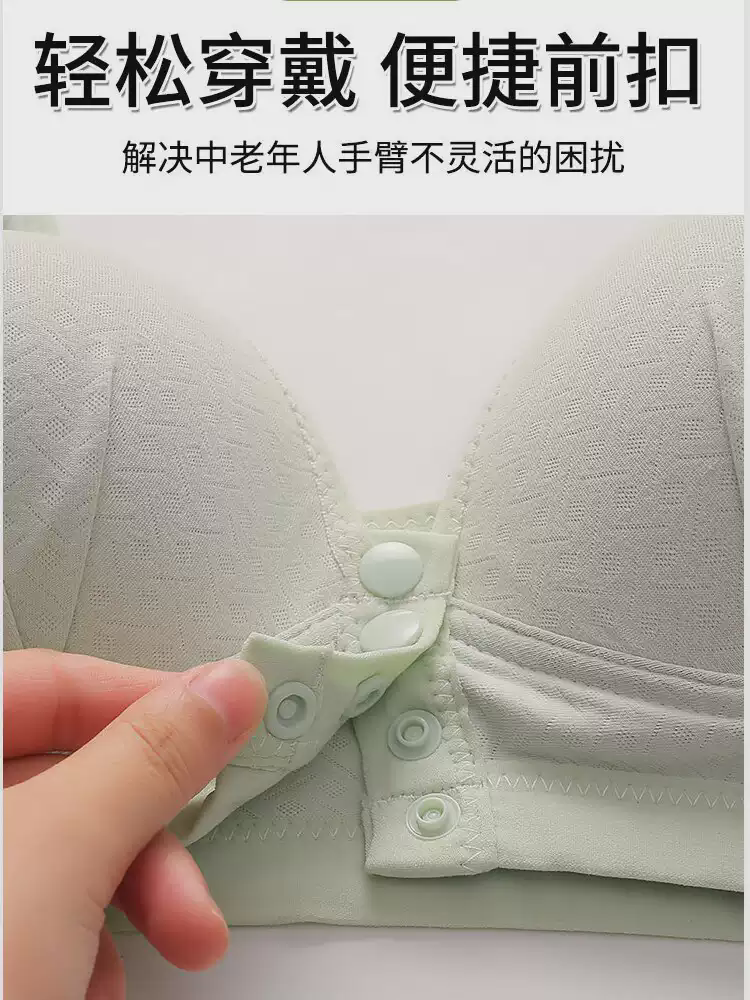 轻松穿戴 便捷前扣
解决中老年人手臂不灵活的困扰